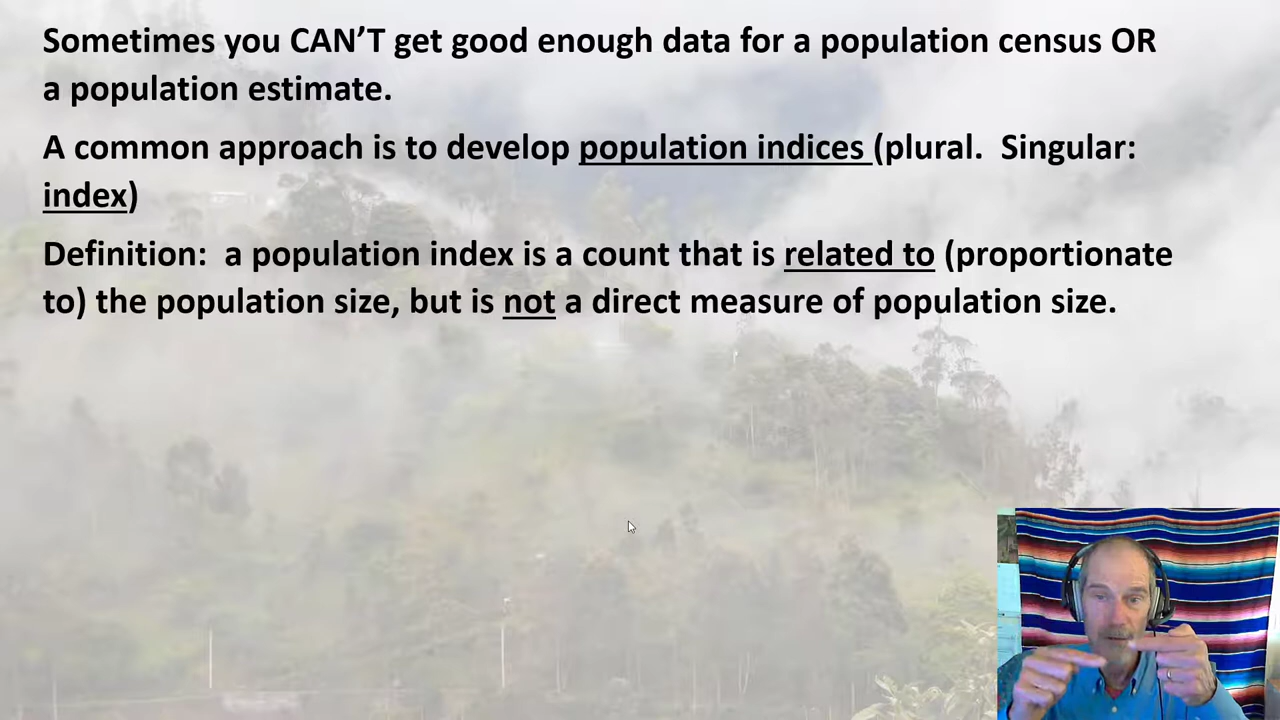 Sometimes you CAN’T get good enough data for a population census OR
a population estimate.
A common approach is to develop population indices (plural.  Singular:
index)
Definition:  a population index is a count that is related to (proportionate
to) the population size, but is not a direct measure of population size.